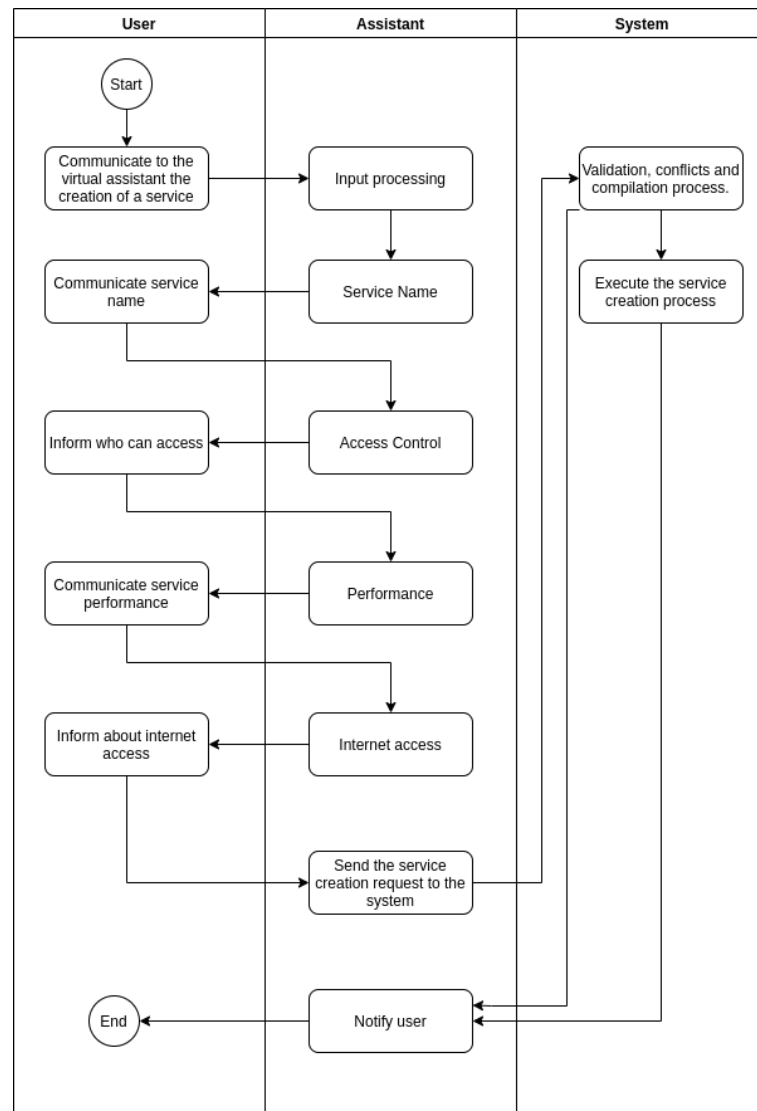 User
Assistant
System
Start
Communicate to the
virtual assistant the
creation of a service
Input processing
Validation, conflicts and
compilation process.
Communicate service
name
Service Name
Execute the service
creation process
Inform who can access
Access Control
Communicate service
performance
Performance
Inform about internet
access
Internet access
Send the service
creation request to the
system
End
Notify user